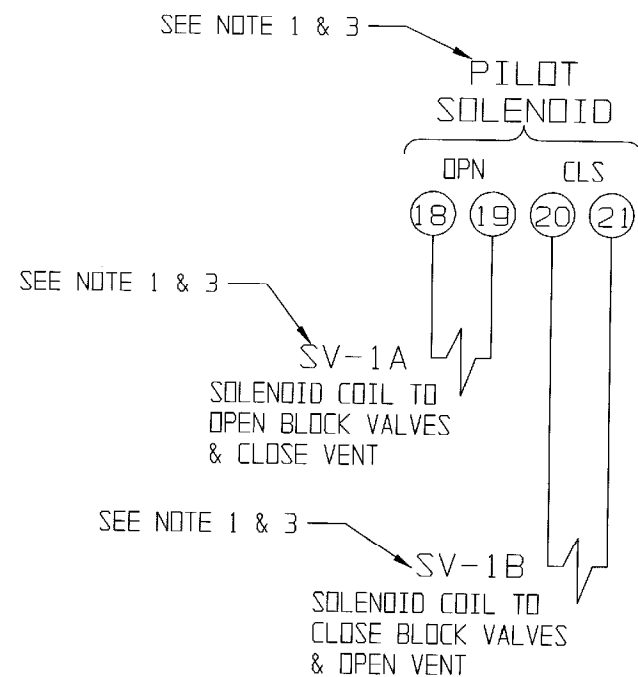 SEE NOTE 1 & 3
PILOT
SOLENOID
OPN CLS
18 19 20 21
SEE NOTE 1 & 3
SV-1A
SOLENOID COIL TO
OPEN BLOCK VALVES
& CLOSE VENT
SEE NOTE 1 & 3
SV-1B
SOLENOID COIL TO
CLOSE BLOCK VALVES
& OPEN VENT